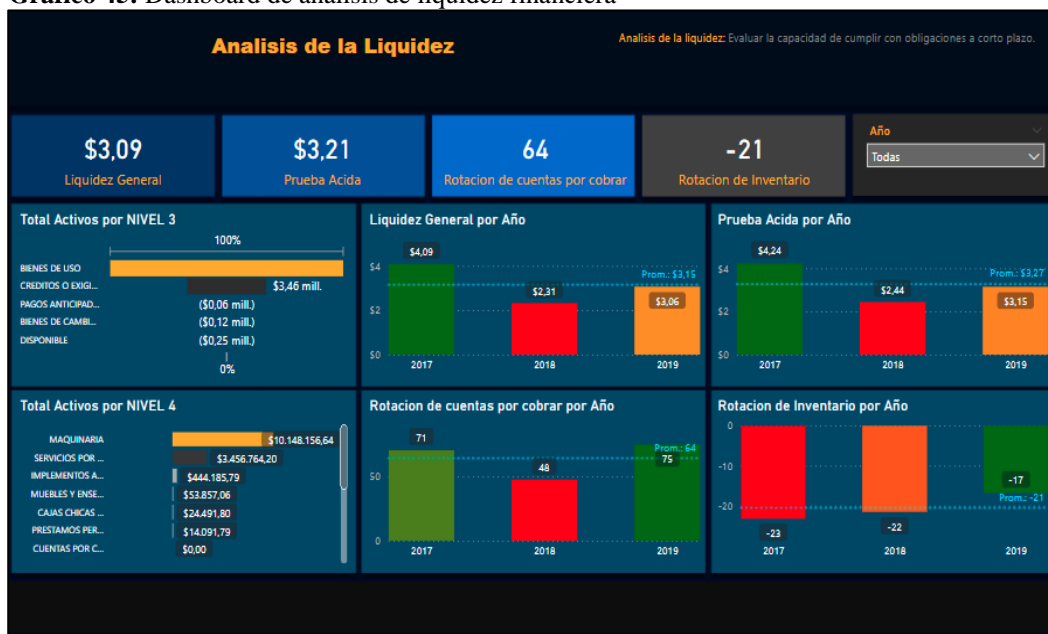 Gráfico 45: Dashboard de análisis de liquidez financiera
Analisis de la Liquidez
Analisis de la liquidez: Evaluar la capacidad de cumplir con obligaciones a corto plazo.
$3,09
Liquidez General
$3,21
Prueba Acida
64
Rotacion de cuentas por cobrar
-21
Rotacion de Inventario
Año
Todas
Total Activos por NIVEL 3
100%
BIENES DE USO
CREDITOS O EXIGI... $3,46 mill.
PAGOS ANTICIPAD... ($0,06 mill.)
BIENES DE CAMBI... ($0,12 mill.)
DISPONIBLE ($0,25 mill.)
0%
Liquidez General por Año
$4,09
$4
Prom.: $3,15
$2,31
$3,06
$2
$0
2017 2018 2019
Prueba Acida por Año
$4,24
$4
Prom.: $3,27
$2,44
$3,15
$2
$0
2017 2018 2019
Total Activos por NIVEL 4
MAQUINARIA $10.148.156,64
SERVICIOS POR ... $3.456.764,20
IMPLEMENTOS A... $444.185,79
MUEBLES Y ENSE... $53.857,06
CAJAS CHICAS ... $24.491,80
PRESTAMOS PER... $14.091,79
CUENTAS POR C... $0,00
Rotacion de cuentas por cobrar por Año
71
Prom.: 64
48
75
50
0
2017 2018 2019
Rotacion de Inventario por Año
0
-10
-17
Prom.: -21
-20
-23
-22
2017 2018 2019